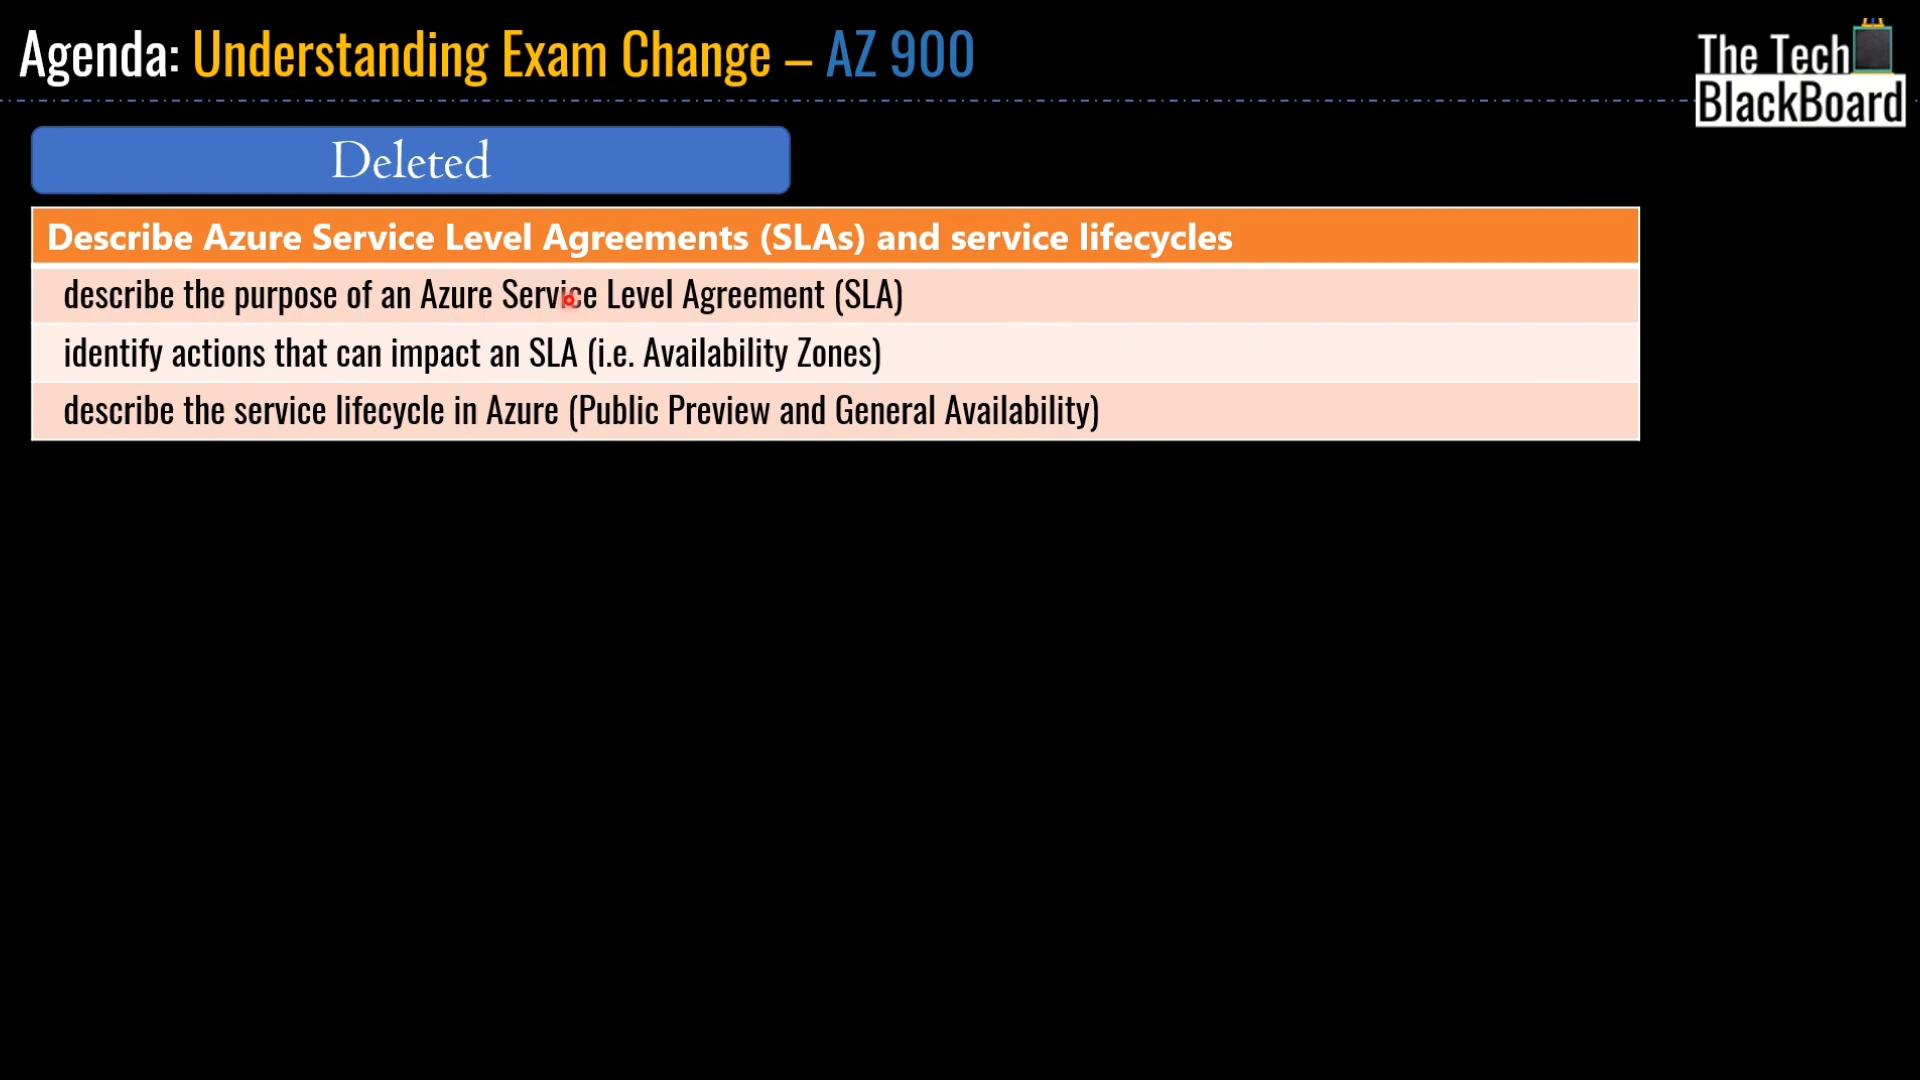 Agenda: Understanding Exam Change – AZ 900
The Tech
BlackBoard
Deleted
Describe Azure Service Level Agreements (SLAs) and service lifecycles
describe the purpose of an Azure Service Level Agreement (SLA)
identify actions that can impact an SLA (i.e. Availability Zones)
describe the service lifecycle in Azure (Public Preview and General Availability)